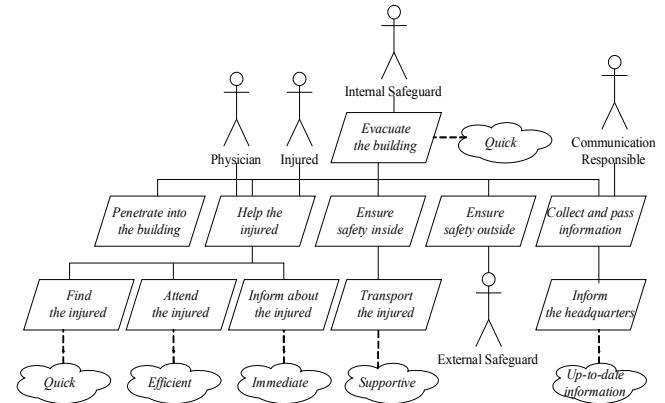 Internal Safeguard
Evacuate
the building
Quick
Physician
Injured
Communication
Responsible
Penetrate into
the building
Help the
injured
Ensure
safety inside
Ensure
safety outside
Collect and pass
information
Find
the injured
Attend
the injured
Inform about
the injured
Transport
the injured
External Safeguard
Inform
the headquarters
Quick
Efficient
Immediate
Supportive
Up-to-date
information